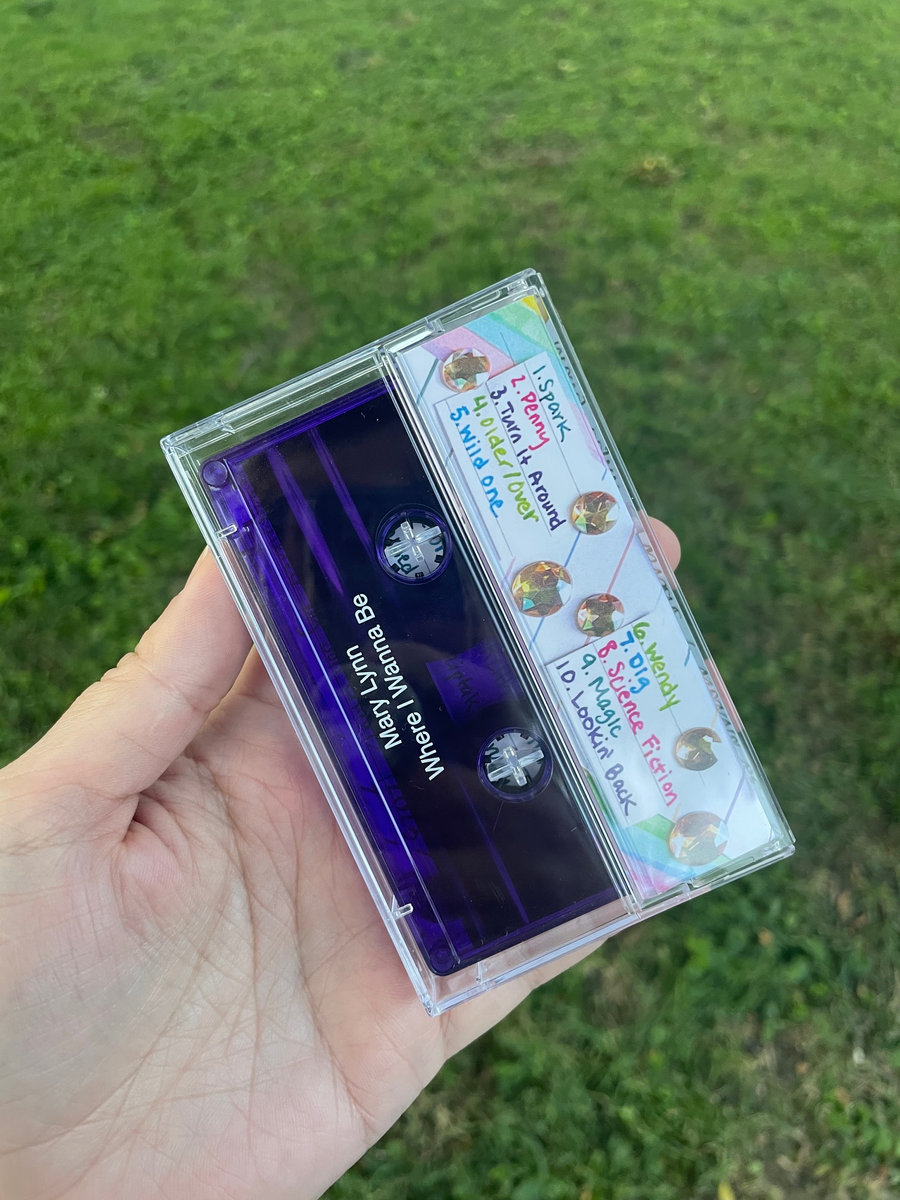 Mary Lynn
Where I Wanna Be
1. Spark
2. Penny
3. Turn It Around
4. Older/Over
5. Wild one
6. Wendy
7. Dig
8. Science Fiction
9. Magic
10. Lookin' Back